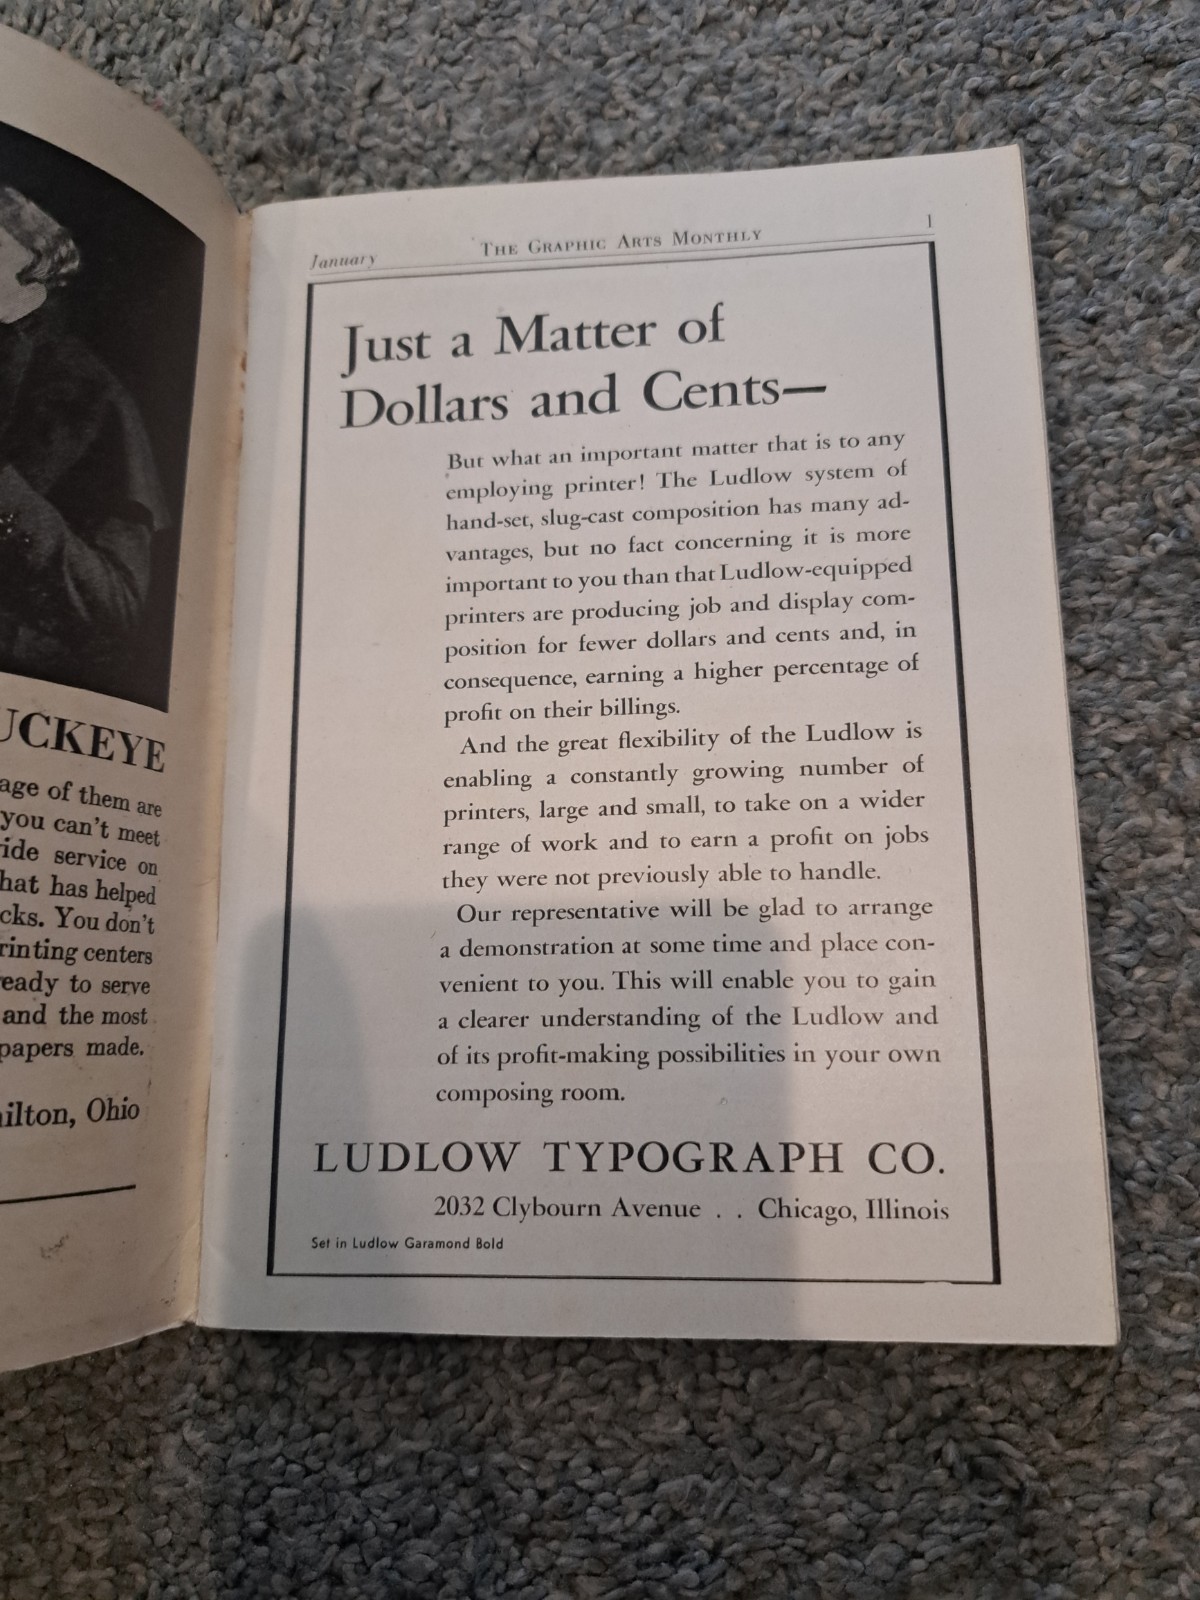 UCKEYE
age of them are
you can't meet
ide service on
hat has helped
cks. You don't
rinting centers
eady to serve
and the most
papers made.
ilton, Ohio
January THE GRAPHIC ARTS MONTHLY 1
Just a Matter of
Dollars and Cents—
But what an important matter that is to any
employing printer! The Ludlow system of
hand-set, slug-cast composition has many ad-
vantages, but no fact concerning it is more
important to you than that Ludlow-equipped
printers are producing job and display com-
position for fewer dollars and cents and, in
consequence, earning a higher percentage of
profit on their billings.
And the great flexibility of the Ludlow is
enabling a constantly growing number of
printers, large and small, to take on a wider
range of work and to earn a profit on jobs
they were not previously able to handle.
Our representative will be glad to arrange
a demonstration at some time and place con-
venient to you. This will enable you to gain
a clearer understanding of the Ludlow and
of its profit-making possibilities in your own
composing room.
LUDLOW TYPOGRAPH CO.
2032 Clybourn Avenue . . Chicago, Illinois
Set in Ludlow Garamond Bold